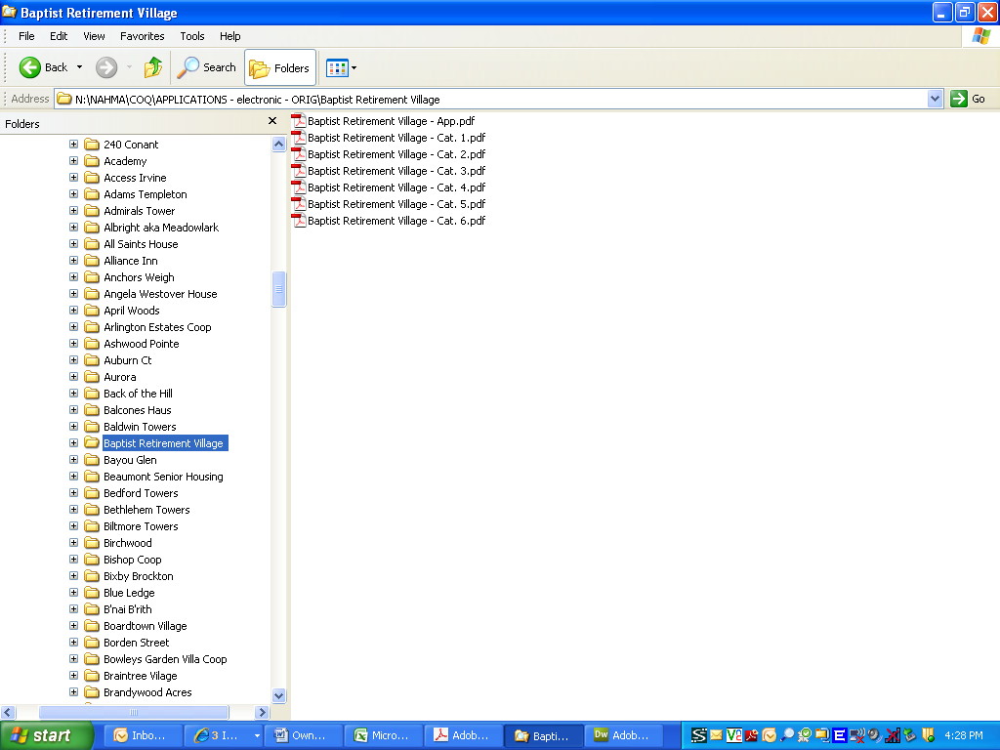 Baptist Retirement Village
File Edit View Favorites Tools Help
Back Search Folders
Address N:\NAHMA\COQ\APPLICATIONS - electronic - ORIG\Baptist Retirement Village Go
Folders
240 Conant
Academy
Access Irvine
Adams Templeton
Admirals Tower
Albright aka Meadowlark
All Saints House
Alliance Inn
Anchors Weigh
Angela Westover House
April Woods
Arlington Estates Coop
Ashwood Pointe
Auburn Ct
Aurora
Back of the Hill
Balcones Haus
Baldwin Towers
Baptist Retirement Village
Bayou Glen
Beaumont Senior Housing
Bedford Towers
Bethlehem Towers
Biltmore Towers
Birchwood
Bishop Coop
Bixby Brockton
Blue Ledge
B'nai B'rith
Boardtown Village
Borden Street
Bowleys Garden Villa Coop
Braintree Vilage
Brandywood Acres
Baptist Retirement Village - App.pdf
Baptist Retirement Village - Cat. 1.pdf
Baptist Retirement Village - Cat. 2.pdf
Baptist Retirement Village - Cat. 3.pdf
Baptist Retirement Village - Cat. 4.pdf
Baptist Retirement Village - Cat. 5.pdf
Baptist Retirement Village - Cat. 6.pdf
start Inbo... 3 I... Own... Micro... Adob... Bapti... Dw Adob... 4:28 PM